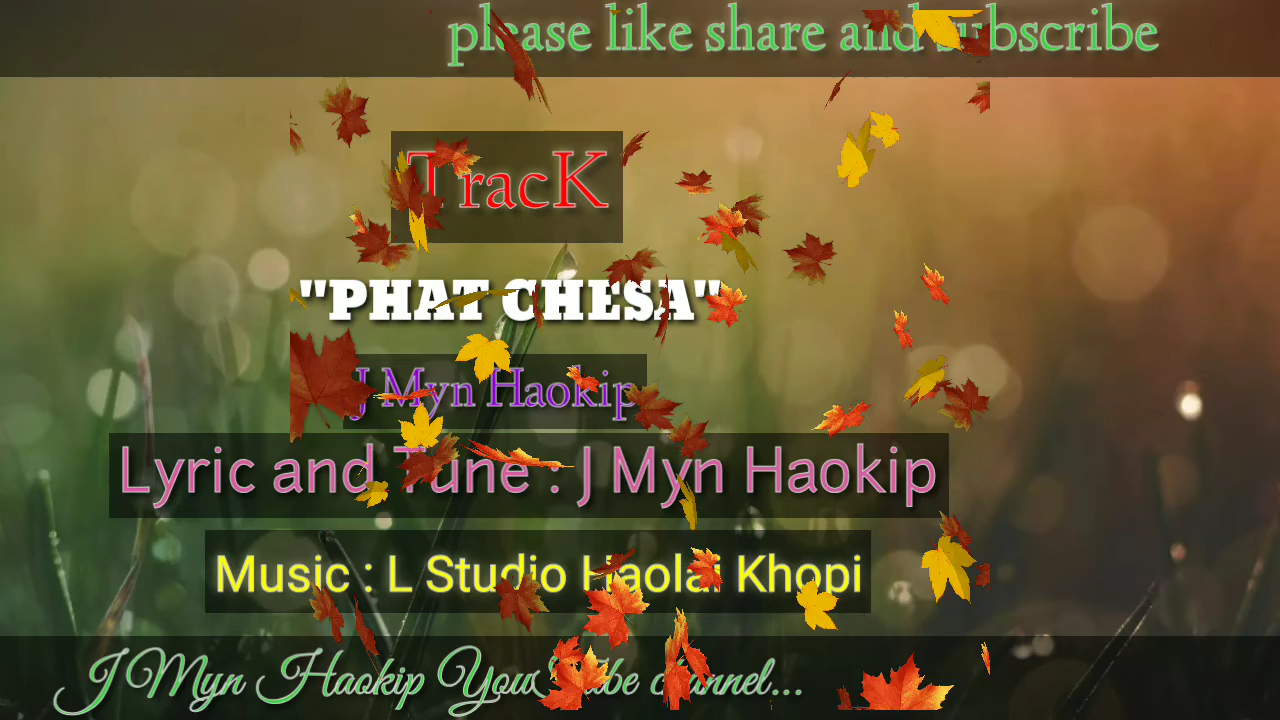 please like share and subscribe
TracK
"PHAT CHESA"
J Myn Haokip
Lyric and Tune : J Myn Haokip
Music : L Studio Haolai Khopi
J Myn Haokip YouTube channel...